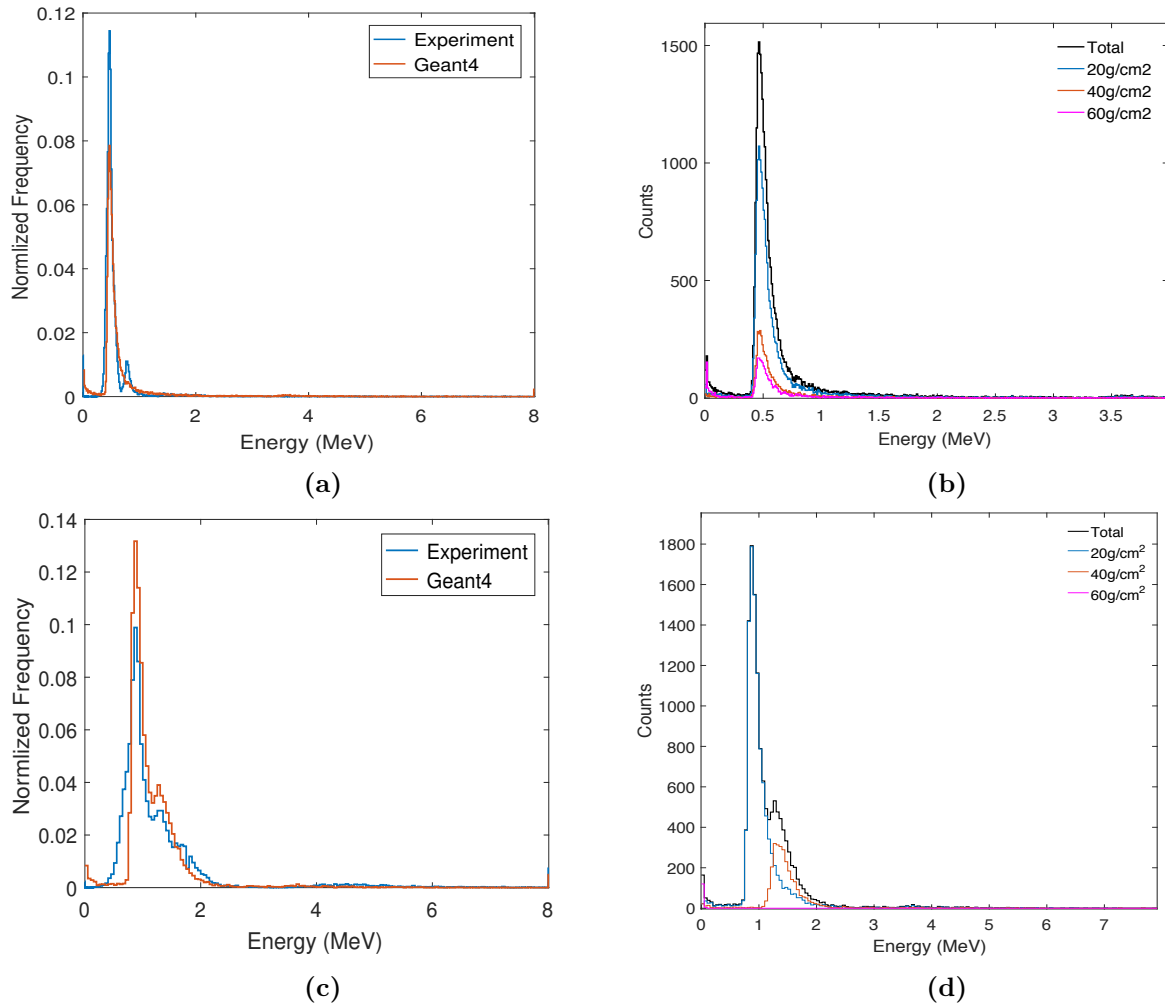 0.12
0.1
0.08
0.06
0.04
0.02
0
Normlized Frequency
Experiment
Geant4
0 2 4 6 8
Energy (MeV)
(a)
1500
1000
500
0
Counts
Total
20g/cm2
40g/cm2
60g/cm2
0 0.5 1 1.5 2 2.5 3 3.5
Energy (MeV)
(b)
0.14
0.12
0.1
0.08
0.06
0.04
0.02
0
Normlized Frequency
Experiment
Geant4
0 2 4 6 8
Energy (MeV)
(c)
1800
1600
1400
1200
1000
800
600
400
200
0
Counts
Total
20g/cm²
40g/cm²
60g/cm²
0 1 2 3 4 5 6 7
Energy (MeV)
(d)